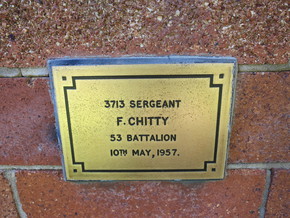 3713 SERGEANT
F. CHITTY
53 BATTALION
10TH MAY, 1957.